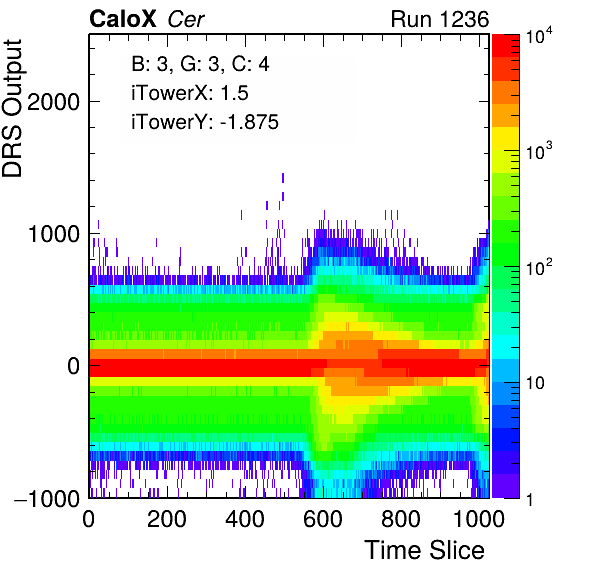 CaloX Cer Run 1236
DRS Output
B: 3, G: 3, C: 4
iTowerX: 1.5
iTowerY: -1.875
2000
1000
0
−1000
0 200 400 600 800 1000
Time Slice
10^4
10^3
10^2
10
1